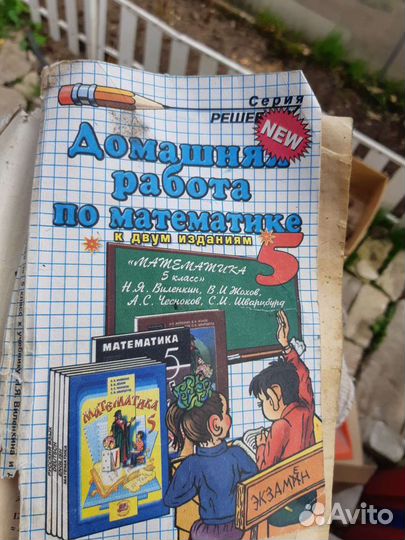 Серия
РЕШЕ
NEW
Домашняя
работа
по математике
к двум изданиям
5
«МАТЕМАТИКА
5 класс»
Н.Я. Виленкин, В.И. Жохов,
А.С. Чесноков, С.И. Шварцбурд
МАТЕМАТИКА
5
МАТЕМАТИКА
5
ЭКЗАМЕН
Avito